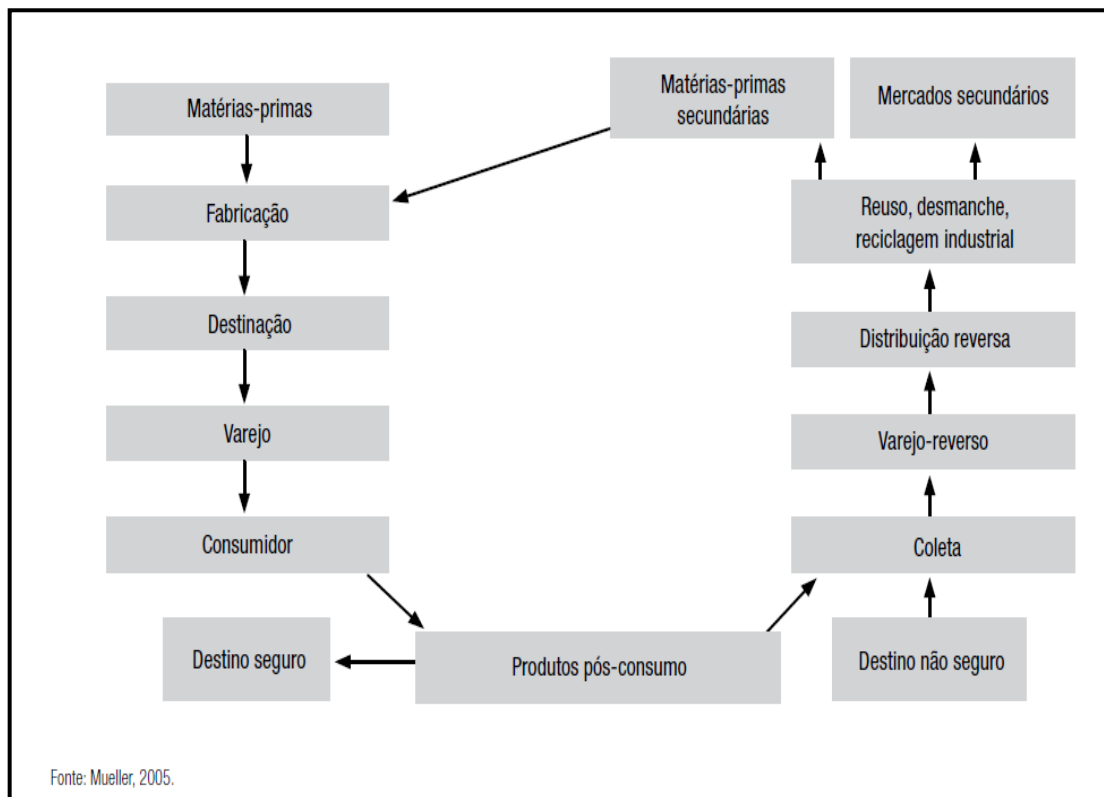 Matérias-primas
Fabricação
Destinação
Varejo
Consumidor
Destino seguro
Produtos pós-consumo
Matérias-primas
secundárias
Mercados secundários
Reuso, desmanche,
reciclagem industrial
Distribuição reversa
Varejo-reverso
Coleta
Destino não seguro
Fonte: Mueller, 2005.